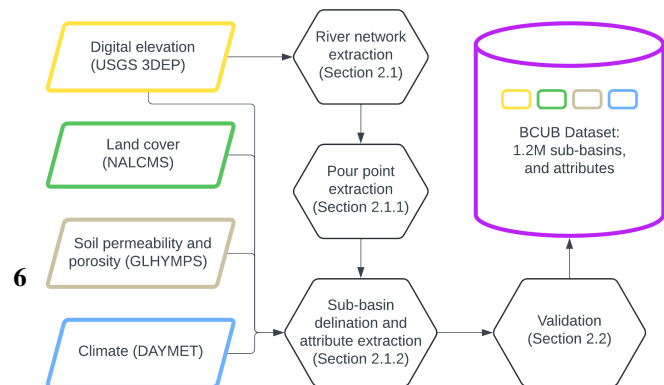 Digital elevation
(USGS 3DEP)
River network
extraction
(Section 2.1)
Land cover
(NALCMS)
Pour point
extraction
(Section 2.1.1)
BCUB Dataset:
1.2M sub-basins,
and attributes
Soil permeability and
porosity (GLHYMPS)
6
Climate (DAYMET)
Sub-basin
delination and
attribute extraction
(Section 2.1.2)
Validation
(Section 2.2)